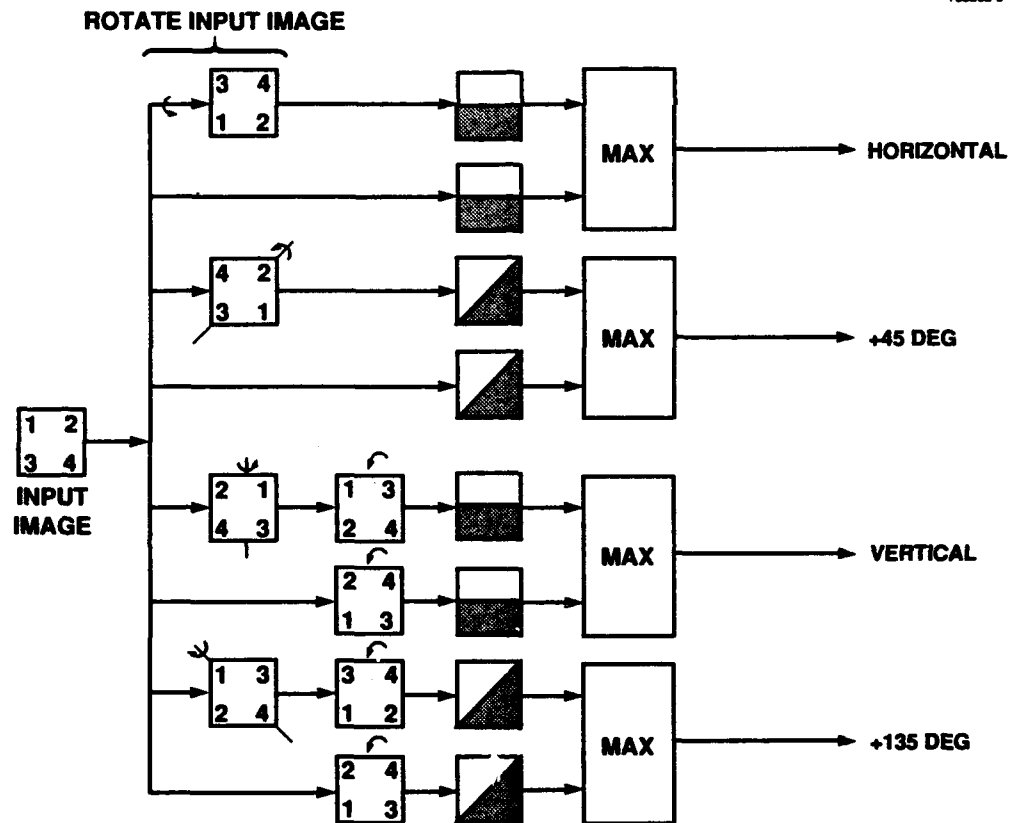 ROTATE INPUT IMAGE
3 4
1 2
MAX
HORIZONTAL
4 2
3 1
MAX
+45 DEG
1 2
3 4
INPUT
IMAGE
2 1
4 3
1 3
2 4
MAX
VERTICAL
2 4
1 3
1 3
2 4
3 4
1 2
MAX
+135 DEG
2 4
1 3